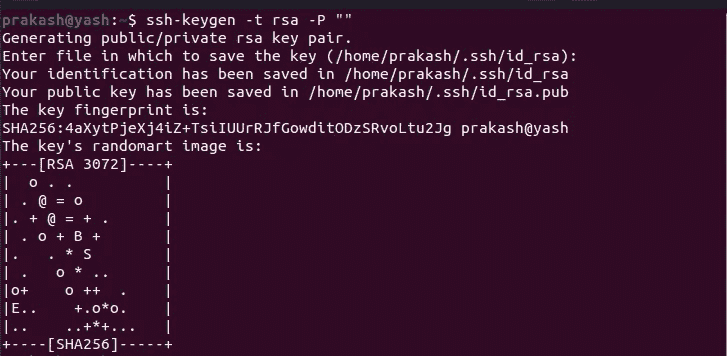 prakash@yash:~$ ssh-keygen -t rsa -P ""
Generating public/private rsa key pair.
Enter file in which to save the key (/home/prakash/.ssh/id_rsa):
Your identification has been saved in /home/prakash/.ssh/id_rsa
Your public key has been saved in /home/prakash/.ssh/id_rsa.pub
The key fingerprint is:
SHA256:4aXytPjeXj4iZ+TsiIUUrRJfGowditODzSRvoLtu2Jg prakash@yash
The key's randomart image is:
+---[RSA 3072]----+
|  o . .          |
| . @ = o         |
|. + @ = + .      |
| . o + B +       |
|.   . * S        |
| .   o * ..      |
|o+    o ++  .    |
|E..    +.o*o.    |
|..    ..+*+...   |
+----[SHA256]-----+